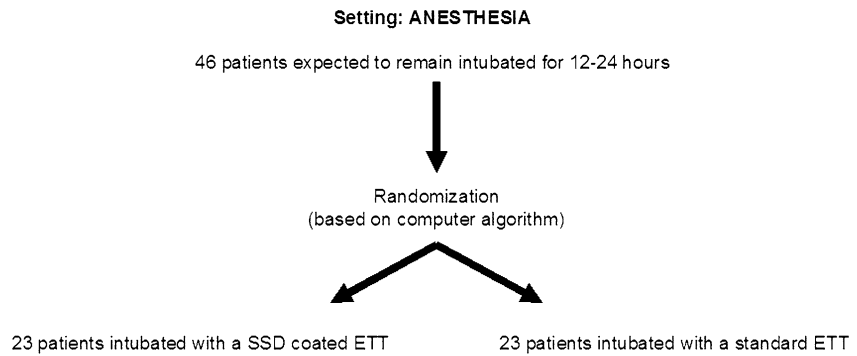 Setting: ANESTHESIA
46 patients expected to remain intubated for 12-24 hours
Randomization
(based on computer algorithm)
23 patients intubated with a SSD coated ETT
23 patients intubated with a standard ETT